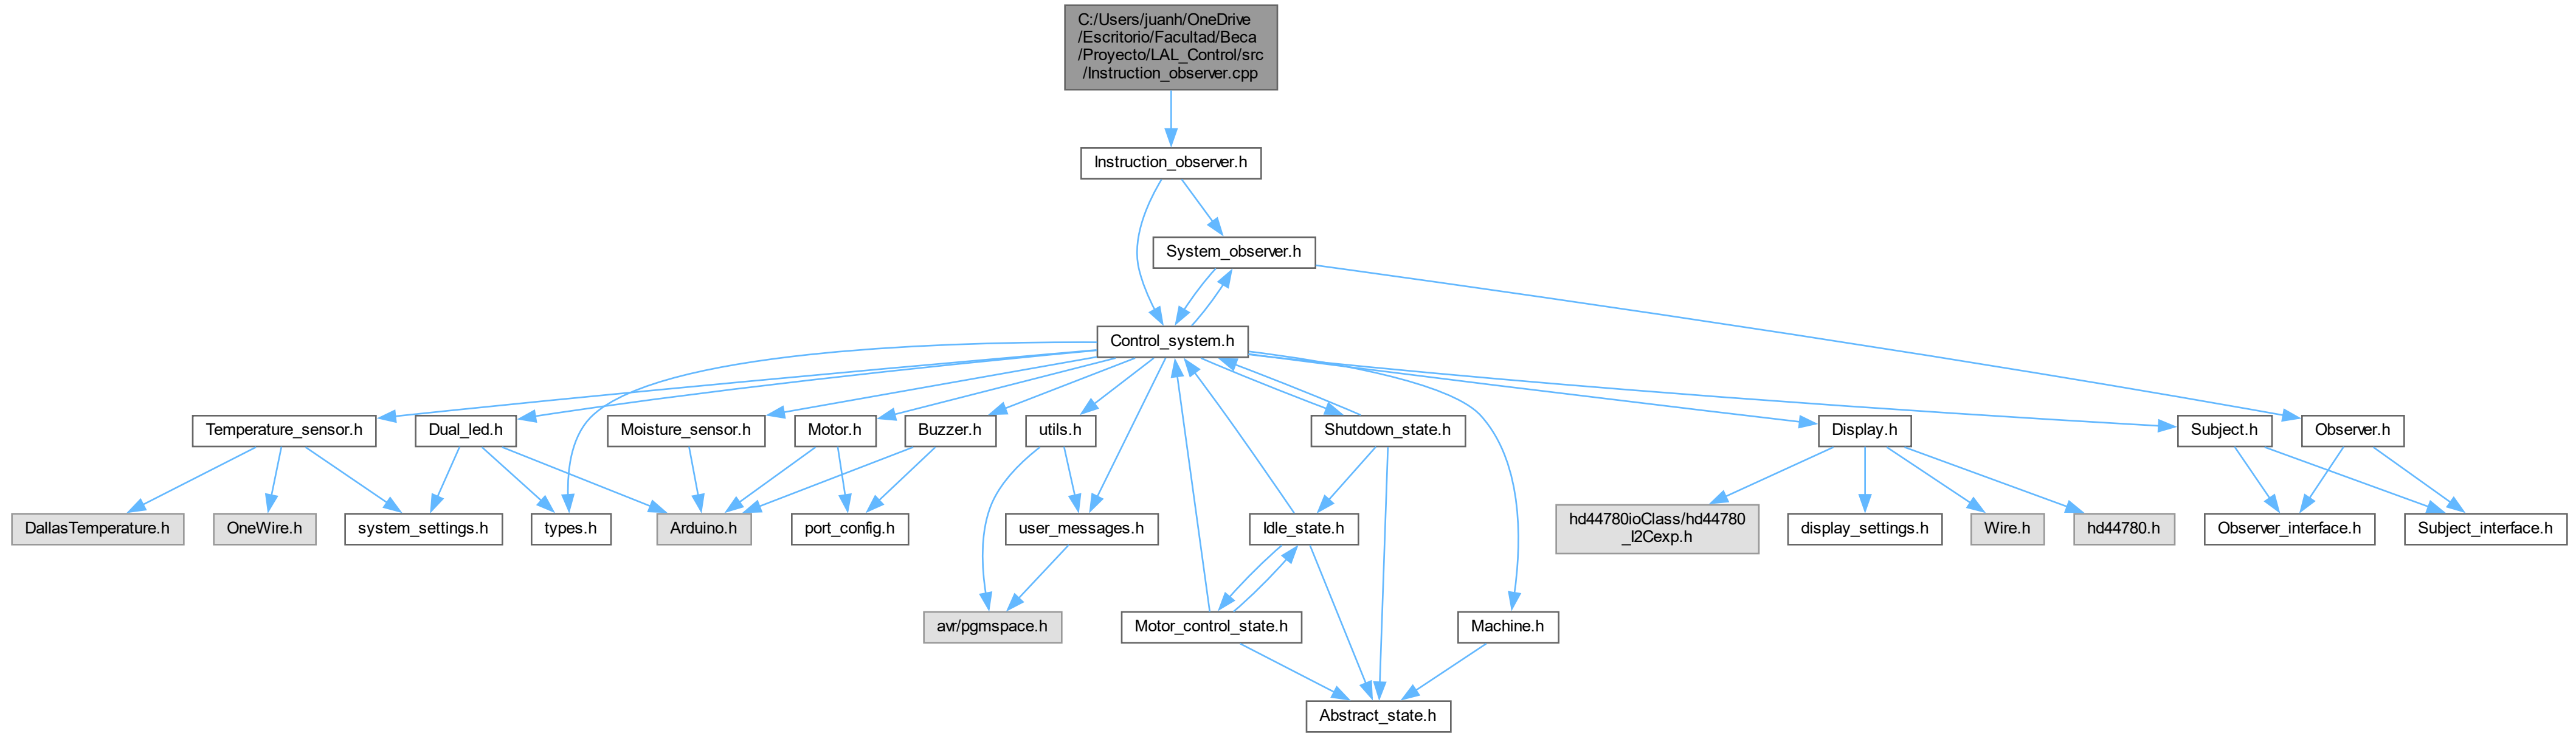 C:/Users/juanh/OneDrive
/Escritorio/Facultad/Beca
/Proyecto/LAL_Control/src
/Instruction_observer.cpp
Instruction_observer.h
System_observer.h
Control_system.h
Temperature_sensor.h
Dual_led.h
Moisture_sensor.h
Motor.h
Buzzer.h
utils.h
Shutdown_state.h
Display.h
Subject.h
Observer.h
DallasTemperature.h
OneWire.h
system_settings.h
types.h
Arduino.h
port_config.h
user_messages.h
Idle_state.h
hd44780ioClass/hd44780
_I2Cexp.h
display_settings.h
Wire.h
hd44780.h
Observer_interface.h
Subject_interface.h
avr/pgmspace.h
Motor_control_state.h
Machine.h
Abstract_state.h